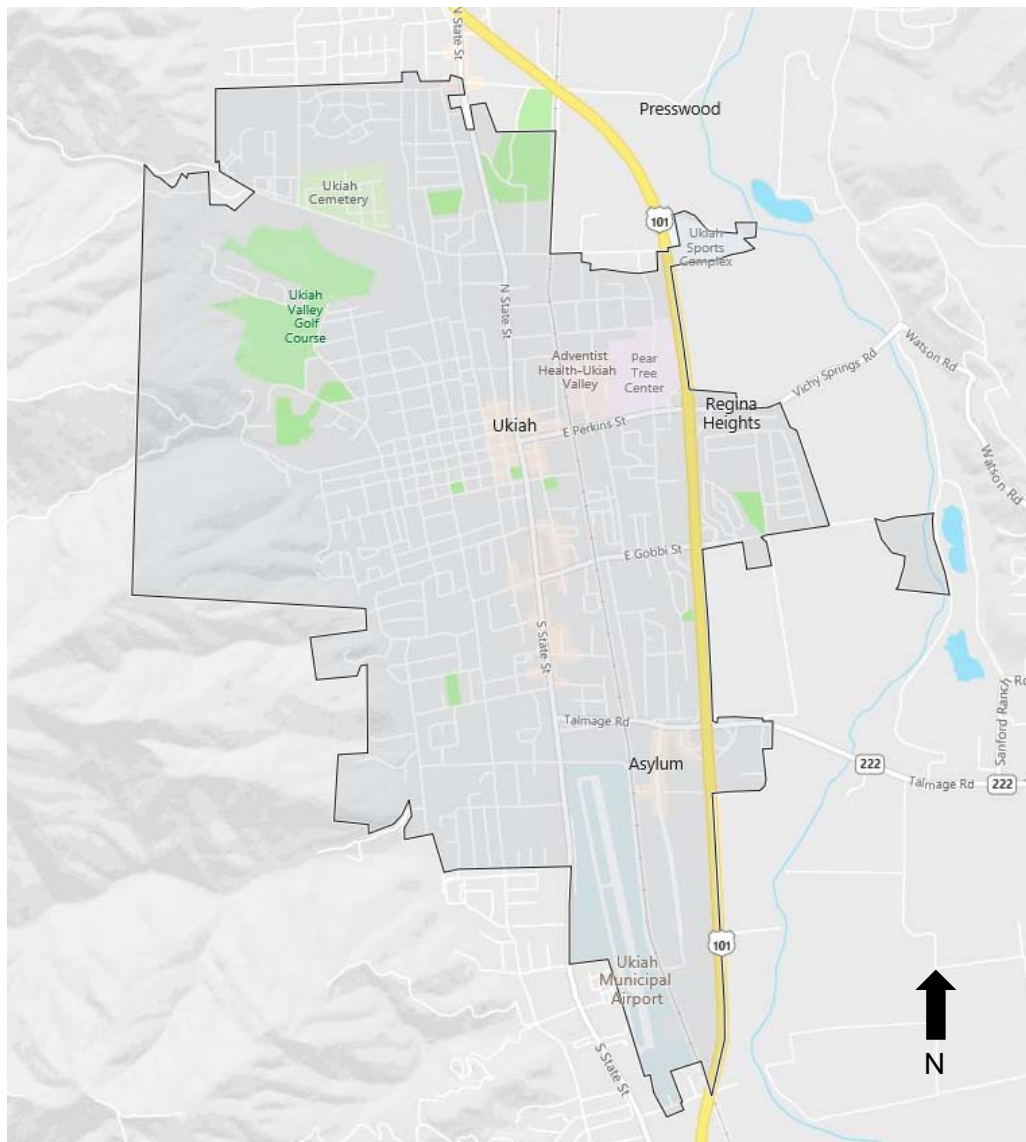 N State St
Presswood
Ukiah
Cemetery
101
Ukiah
Sports
Complex
Ukiah
Valley
Golf
Course
N State St
Adventist
Health-Ukiah
Valley
Pear
Tree
Center
Vichy Springs Rd
Watson Rd
Regina
Heights
Ukiah
E Perkins St
Watson Rd
E Gobbi St
S State St
Sanford Ranch Rd
Talmage Rd
Asylum
222
Talmage Rd
222
101
Ukiah
Municipal
Airport
S State St
N